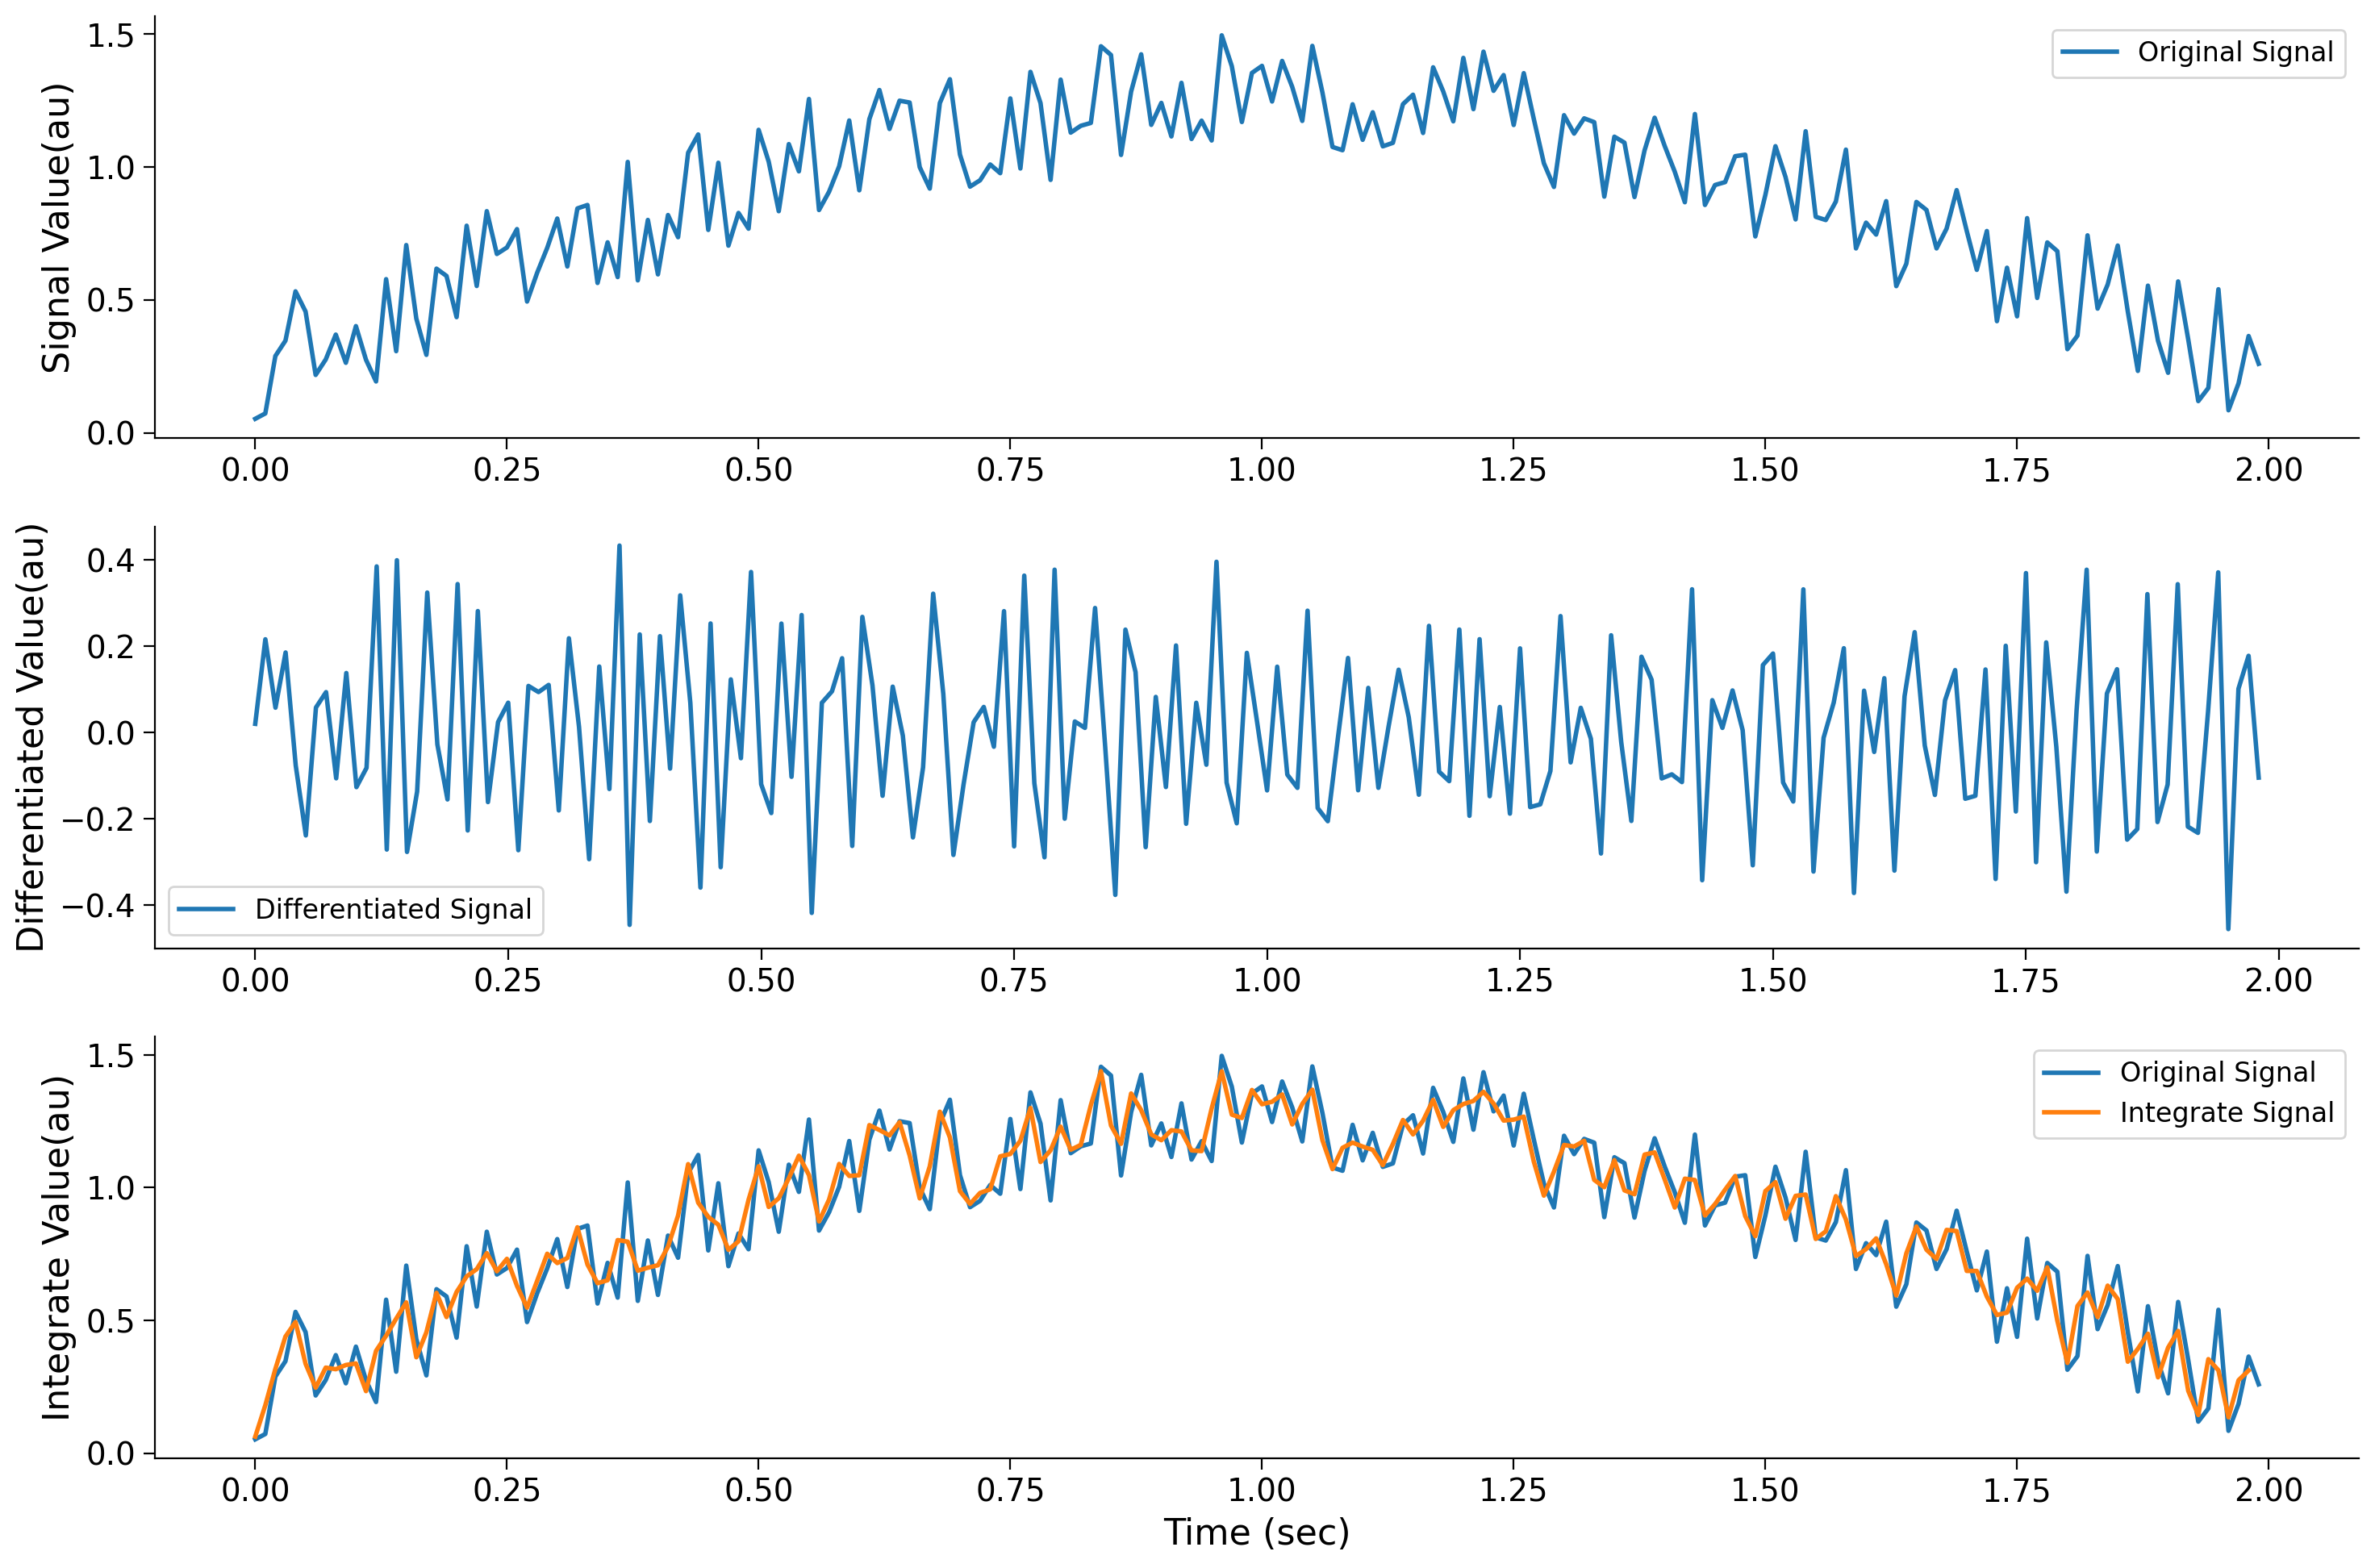 Signal Value(au)
1.5
1.0
0.5
0.0
Original Signal
0.00 0.25 0.50 0.75 1.00 1.25 1.50 1.75 2.00
Differentiated Value(au)
0.4
0.2
0.0
−0.2
−0.4
Differentiated Signal
0.00 0.25 0.50 0.75 1.00 1.25 1.50 1.75 2.00
Integrate Value(au)
1.5
1.0
0.5
0.0
Original Signal
Integrate Signal
0.00 0.25 0.50 0.75 1.00 1.25 1.50 1.75 2.00
Time (sec)